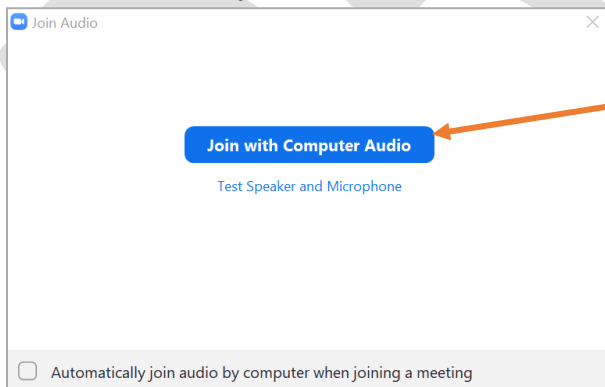 Join Audio
Join with Computer Audio
Test Speaker and Microphone
Automatically join audio by computer when joining a meeting